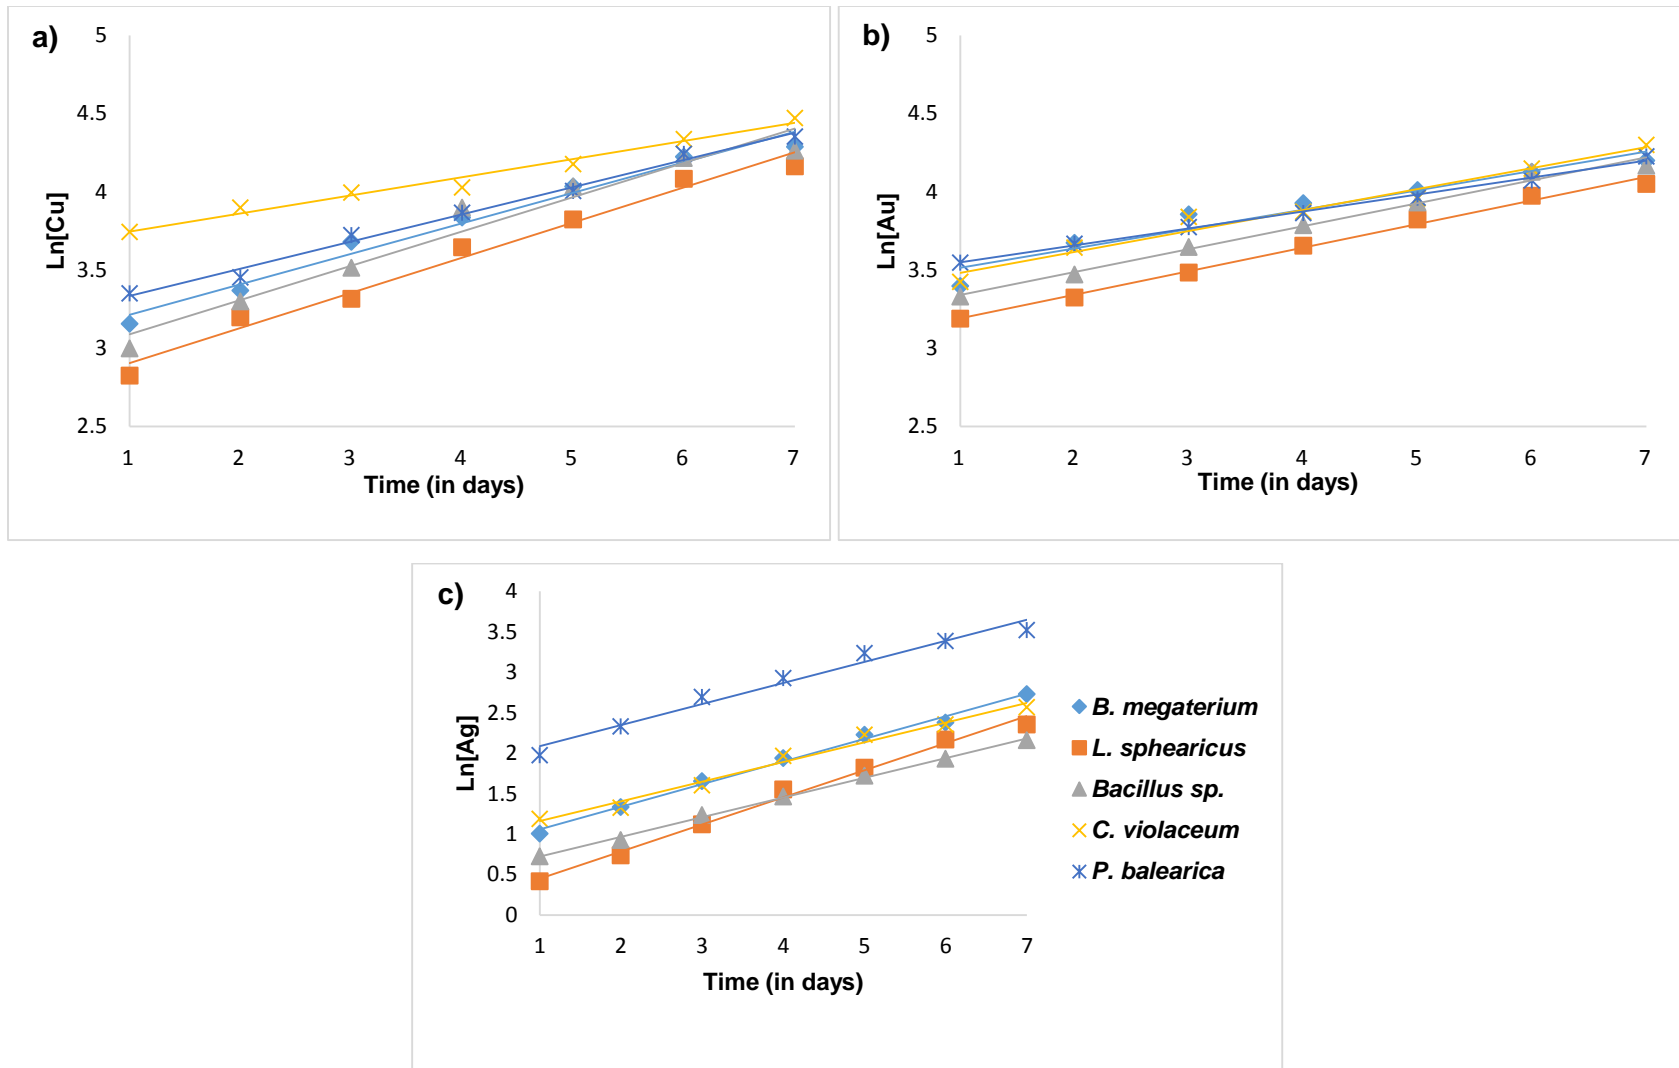 a)
5
4.5
4
3.5
3
2.5
Ln[Cu]
1 2 3 4 5 6 7
Time (in days)
b)
5
4.5
4
3.5
3
2.5
Ln[Au]
1 2 3 4 5 6 7
Time (in days)
c)
4
3.5
3
2.5
2
1.5
1
0.5
0
Ln[Ag]
1 2 3 4 5 6 7
Time (in days)
B. megaterium
L. sphearicus
Bacillus sp.
C. violaceum
P. balearica